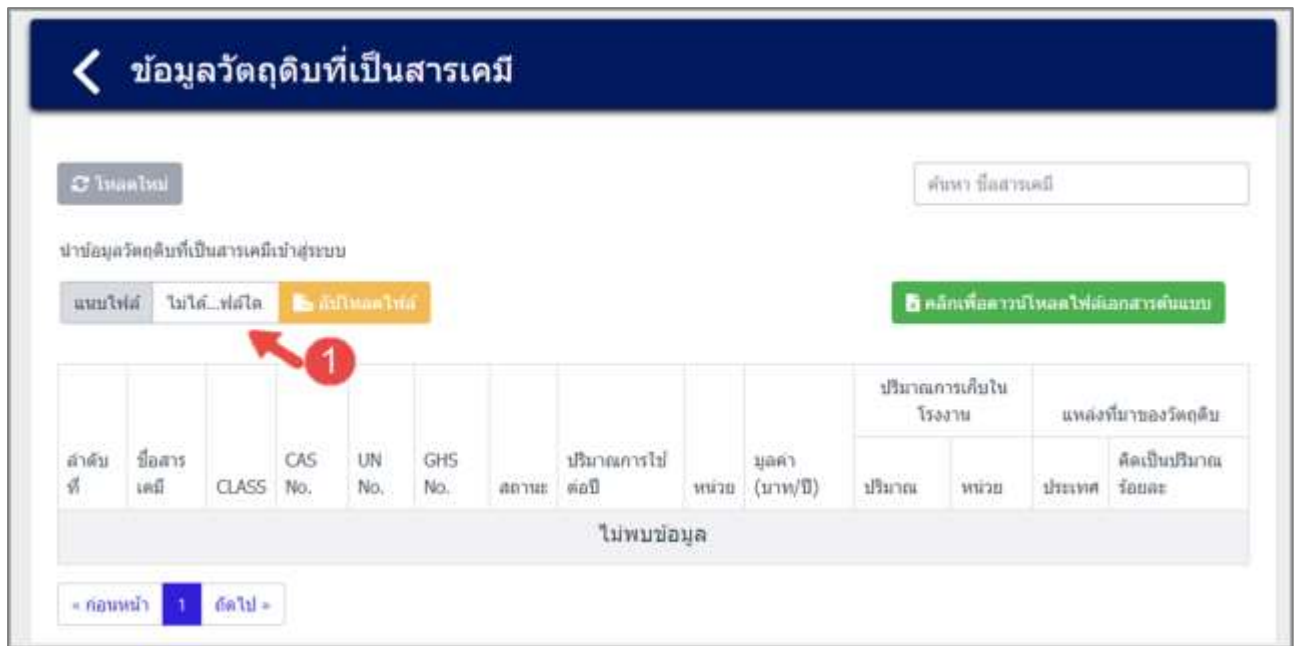 ข้อมูลวัตถุดิบที่เป็นสารเคมี
โหลดใหม่
ค้นหา ชื่อสารเคมี
นำข้อมูลวัตถุดิบที่เป็นสารเคมีเข้าสู่ระบบ
แนบไฟล์ ไม่ได้...ฟล์ใด อัปโหลดไฟล์ คลิกเพื่อดาวน์โหลดไฟล์เอกสารต้นแบบ
1
ปริมาณการเก็บใน
โรงงาน แหล่งที่มาของวัตถุดิบ
ลำดับ ชื่อสาร CAS UN GHS ปริมาณการใช้ มูลค่า คิดเป็นปริมาณ
ที่ เคมี CLASS No. No. No. สถานะ ต่อปี หน่วย (บาท/ปี) ปริมาณ หน่วย ประเทศ ร้อยละ
ไม่พบข้อมูล
« ก่อนหน้า 1 ถัดไป »